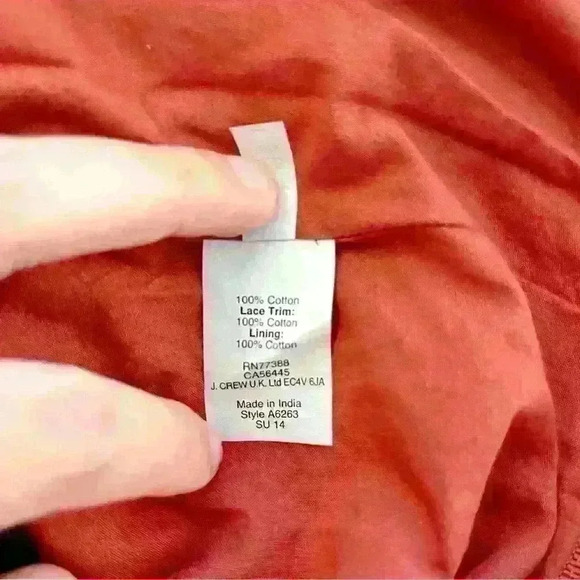 100% Cotton
Lace Trim:
100% Cotton
Lining:
100% Cotton
RN77388
CA56445
J. CREW U.K. Ltd EC4V 6JA
Made in India
Style A6263
SU 14